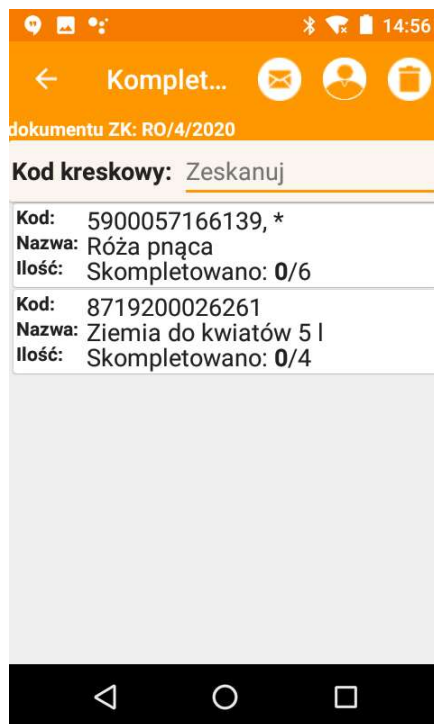 14:56
Komplet...
dokumentu ZK: RO/4/2020
Kod kreskowy: Zeskanuj
Kod: 5900057166139, *
Nazwa: Róża pnąca
Ilość: Skompletowano: 0/6
Kod: 8719200026261
Nazwa: Ziemia do kwiatów 5 l
Ilość: Skompletowano: 0/4